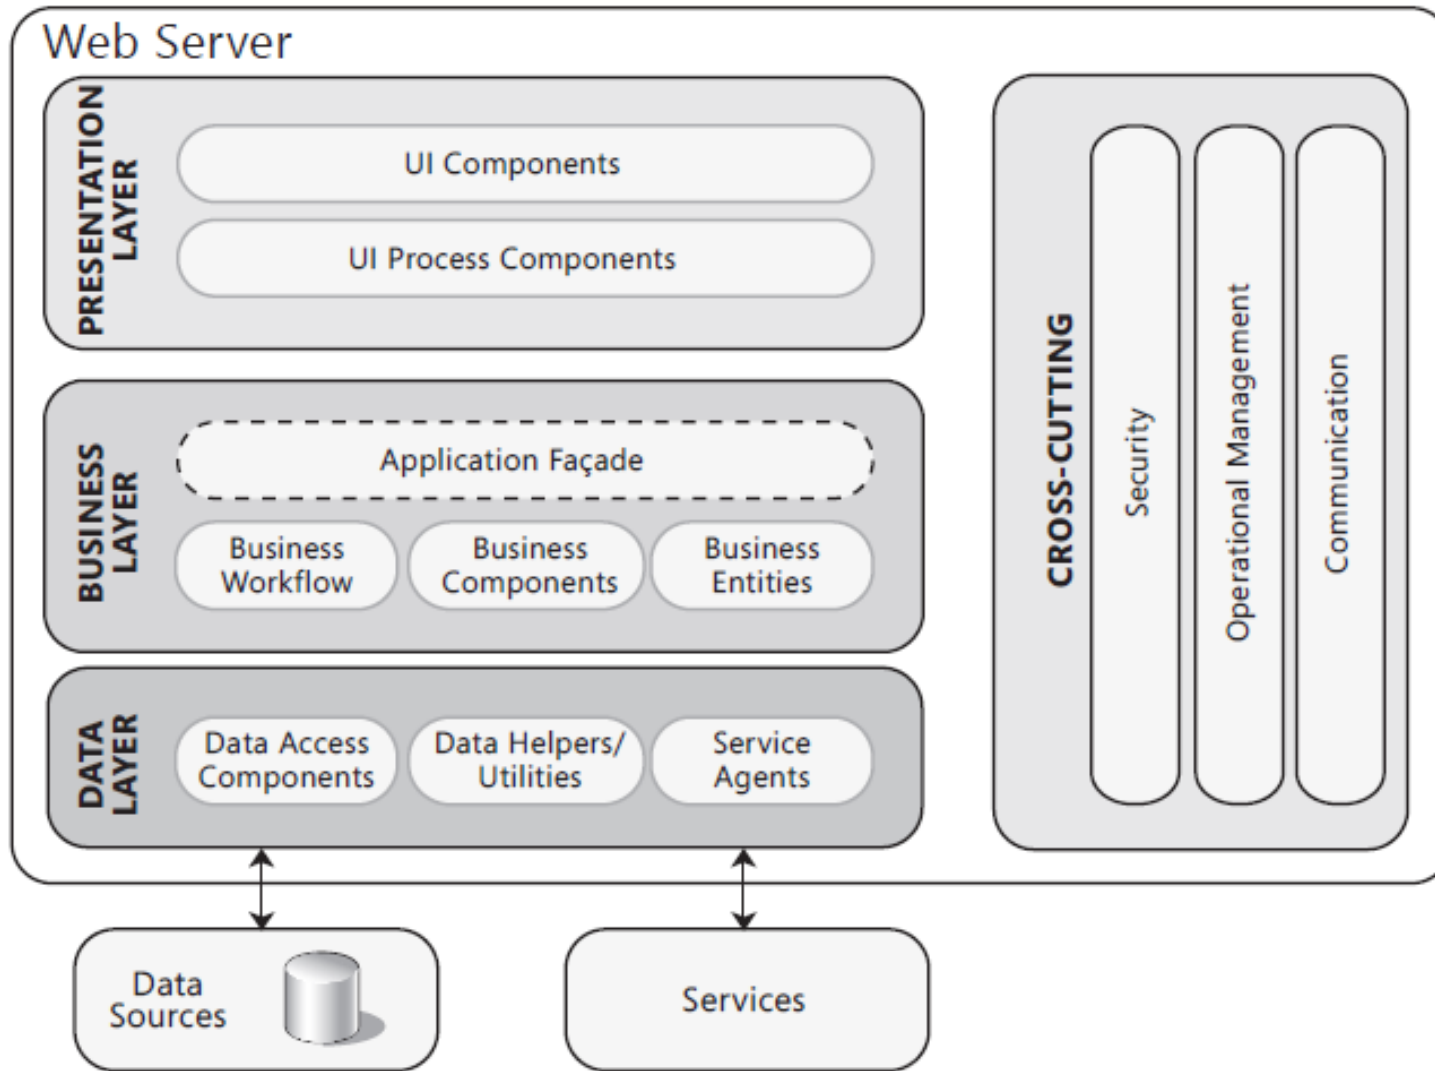 Web Server
PRESENTATION
LAYER
UI Components
UI Process Components
BUSINESS
LAYER
Application Façade
Business
Workflow
Business
Components
Business
Entities
DATA
LAYER
Data Access
Components
Data Helpers/
Utilities
Service
Agents
CROSS-CUTTING
Security
Operational Management
Communication
Data
Sources
Services